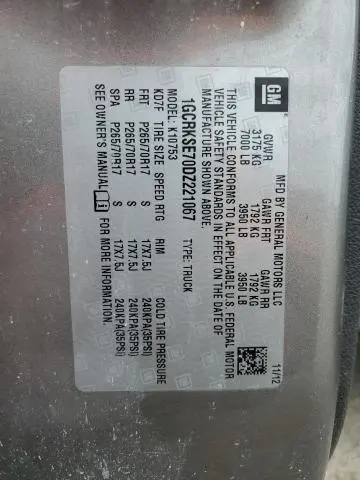 GM
MFD BY GENERAL MOTORS LLC 11/12
GVWR GAWR FRT GAWR RR
3175 KG 1792 KG 1792 KG
7000 LB 3950 LB 3950 LB
THIS VEHICLE CONFORMS TO ALL APPLICABLE U.S. FEDERAL MOTOR
VEHICLE SAFETY STANDARDS IN EFFECT ON THE DATE OF
MANUFACTURE SHOWN ABOVE.
1GCRKSE70DZ221067 TYPE: TRUCK
MODEL: K10753
KD7F TIRE SIZE SPEED RTG RIM COLD TIRE PRESSURE
FRT P265/70R17 S 17X7.5J 240KPA(35PSI)
RR P265/70R17 S 17X7.5J 240KPA(35PSI)
SPA P265/70R17 S 17X7.5J 240KPA(35PSI)
SEE OWNER'S MANUAL FOR MORE INFORMATION.